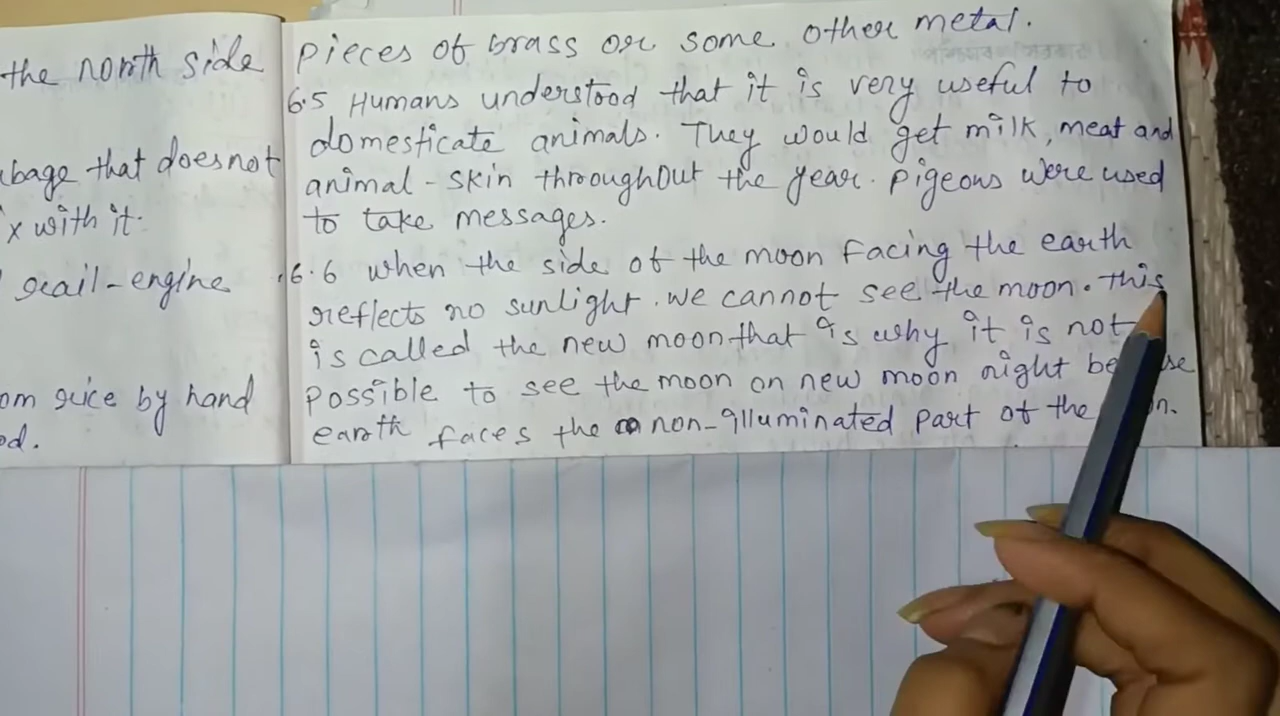 the north side
bage that does not
x with it.
rail-engine
om rice by hand
od.
pieces of brass or some other metal.
6.5 Humans understood that it is very useful to
domesticate animals. They would get milk, meat and
animal-skin throughout the year. pigeons were used
to take messages.
6.6 when the side of the moon facing the earth
reflects no sunlight. we cannot see the moon. this
is called the new moon that is why it is not
possible to see the moon on new moon night be se
earth faces the non-illuminated part of the n.